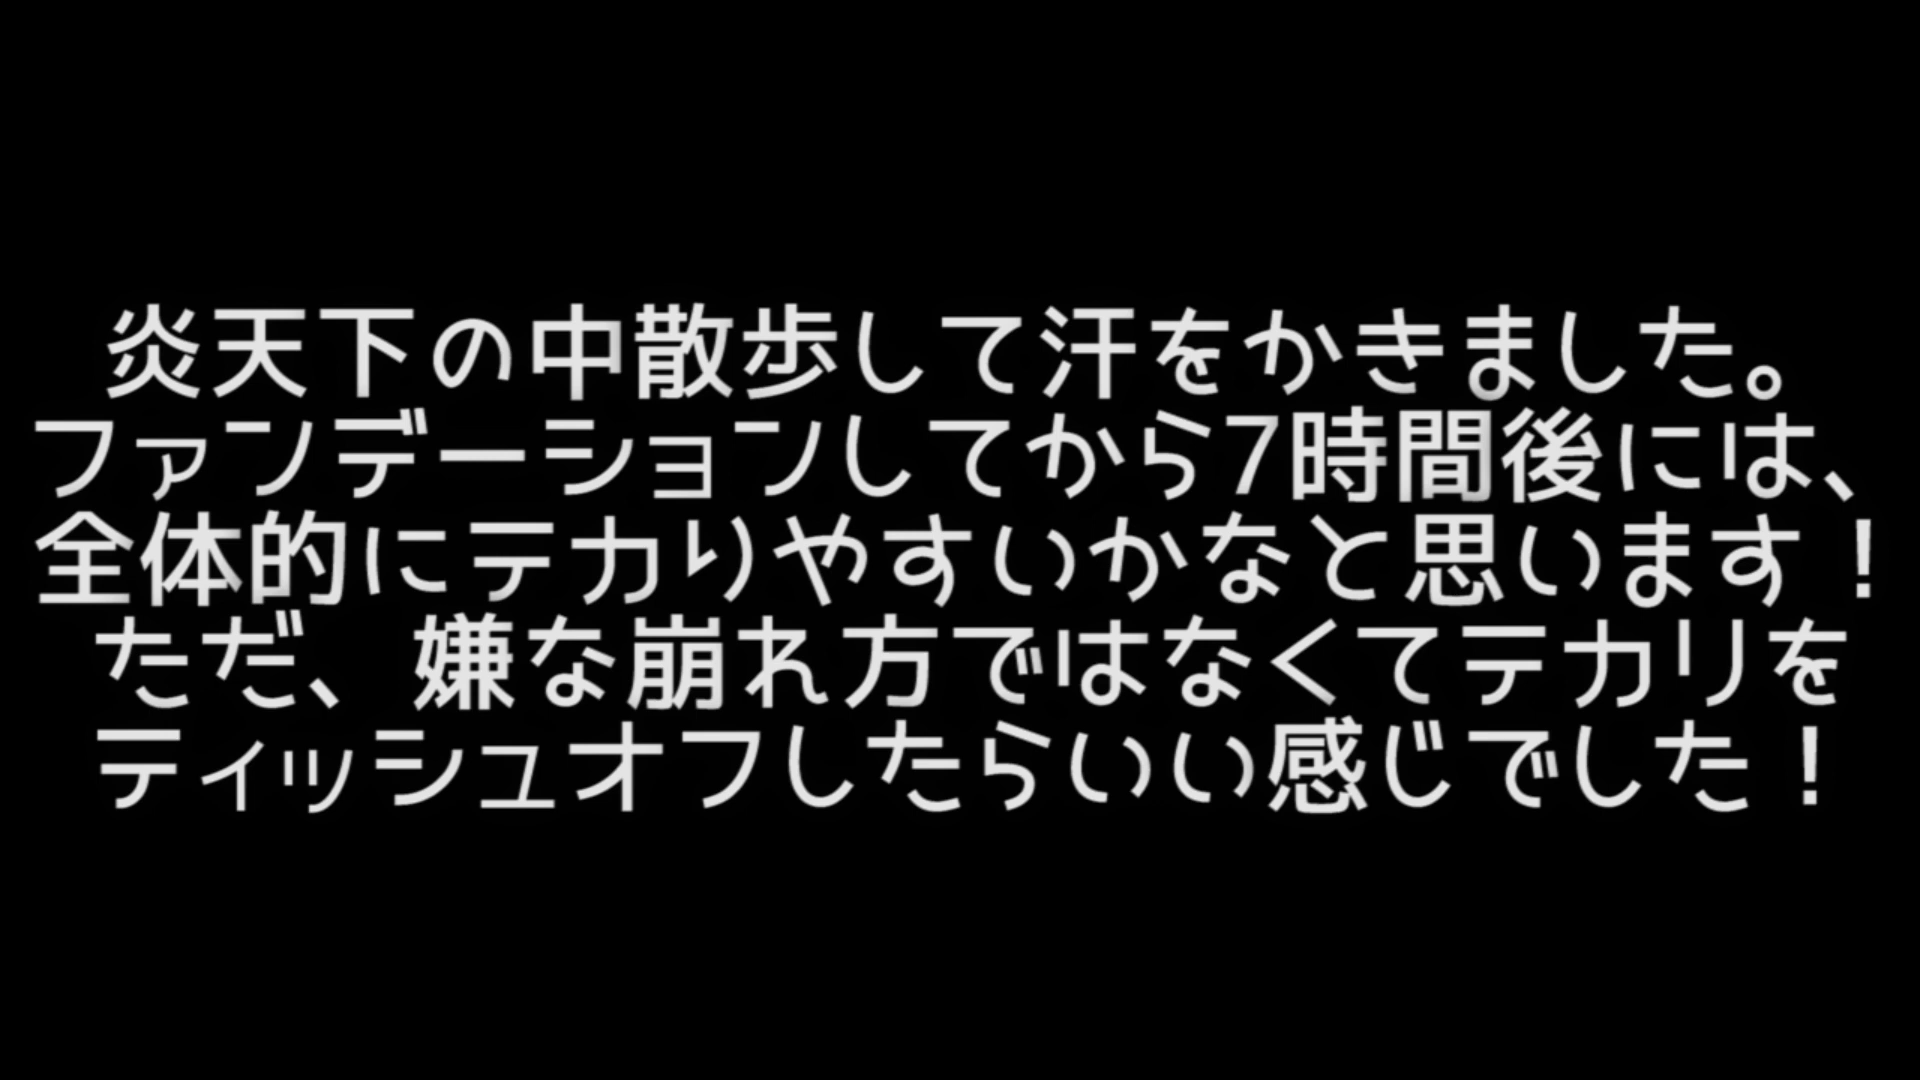 炎天下の中散歩して汗をかきました。
ファンデーションしてから7時間後には、
全体的にテカりやすいかなと思います！
ただ、嫌な崩れ方ではなくてテカリを
ティッシュオフしたらいい感じでした！